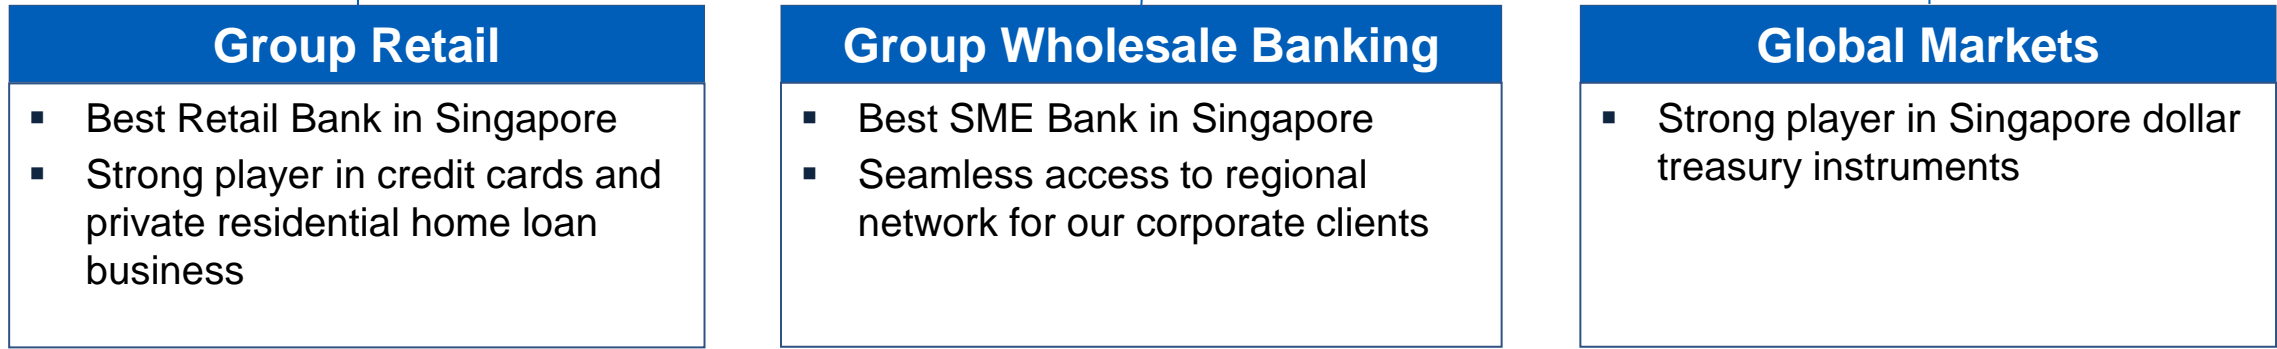 Group Retail
▪ Best Retail Bank in Singapore
▪ Strong player in credit cards and
private residential home loan
business
Group Wholesale Banking
▪ Best SME Bank in Singapore
▪ Seamless access to regional
network for our corporate clients
Global Markets
▪ Strong player in Singapore dollar
treasury instruments